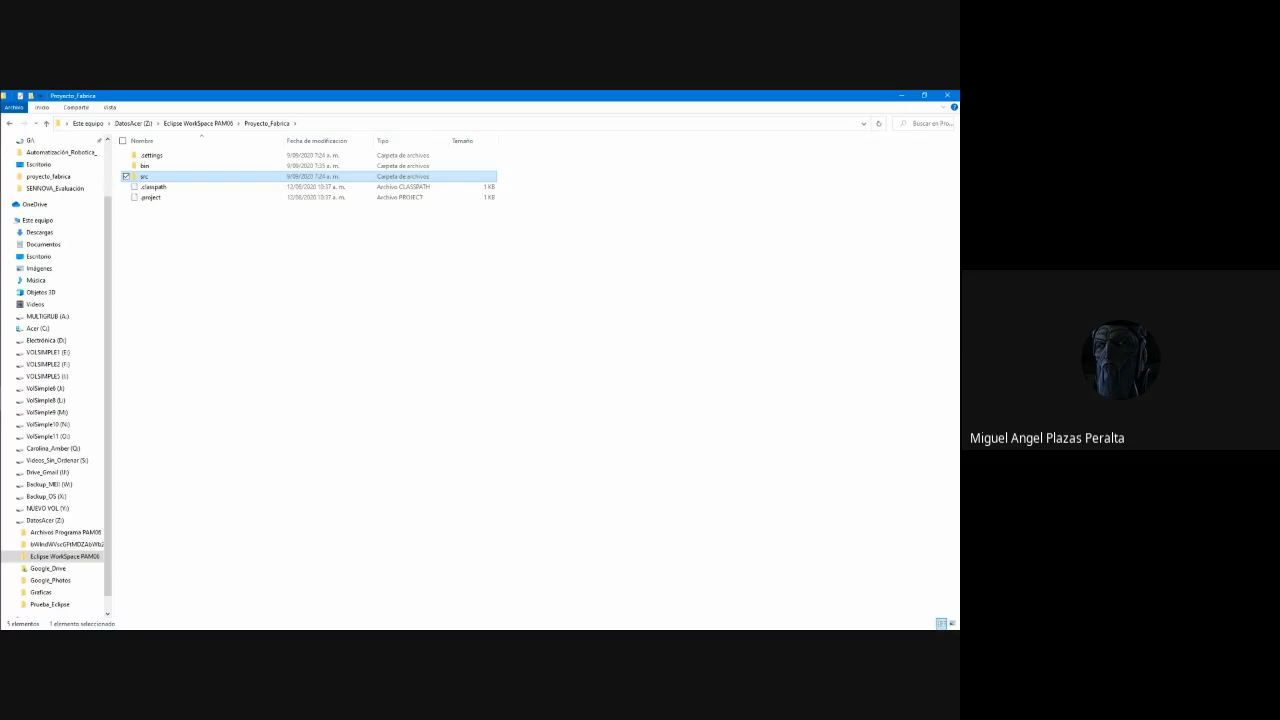 Proyecto_Fabrica
Archivo Inicio Compartir Vista
Este equipo > DatosAcer (Z:) > Eclipse WorkSpace PAM06 > Proyecto_Fabrica >
Buscar en Pro...
Nombre Fecha de modificación Tipo Tamaño
.settings 9/09/2020 7:24 a. m. Carpeta de archivos
bin 9/09/2020 7:35 a. m. Carpeta de archivos
src 9/09/2020 7:24 a. m. Carpeta de archivos
.classpath 12/08/2020 10:37 a. m. Archivo CLASSPATH 1 KB
.project 12/08/2020 10:37 a. m. Archivo PROJECT 1 KB
Automatización_Robotica_
Escritorio
proyecto_fabrica
SENNOVA_Evaluación
OneDrive
Este equipo
Descargas
Documentos
Escritorio
Imágenes
Música
Objetos 3D
Videos
MULTIGRUB (A:)
Acer (C:)
Electrónica (D:)
VOLSIMPLE1 (E:)
VOLSIMPLE2 (F:)
VOLSIMPLE5 (I:)
VolSimple6 (J:)
VolSimple8 (L:)
VolSimple9 (M:)
VolSimple10 (N:)
VolSimple11 (O:)
Carolina_Amber (Q:)
Videos_Sin_Ordenar (S:)
Drive_Gmail (U:)
Backup_MEII (W:)
Backup_OS (X:)
NUEVO VOL (Y:)
DatosAcer (Z:)
Archivos Programa PAM06
Eclipse WorkSpace PAM06
Google_Drive
Google_Photos
Graficas
Prueba_Eclipse
5 elementos 1 elemento seleccionado
Miguel Angel Plazas Peralta